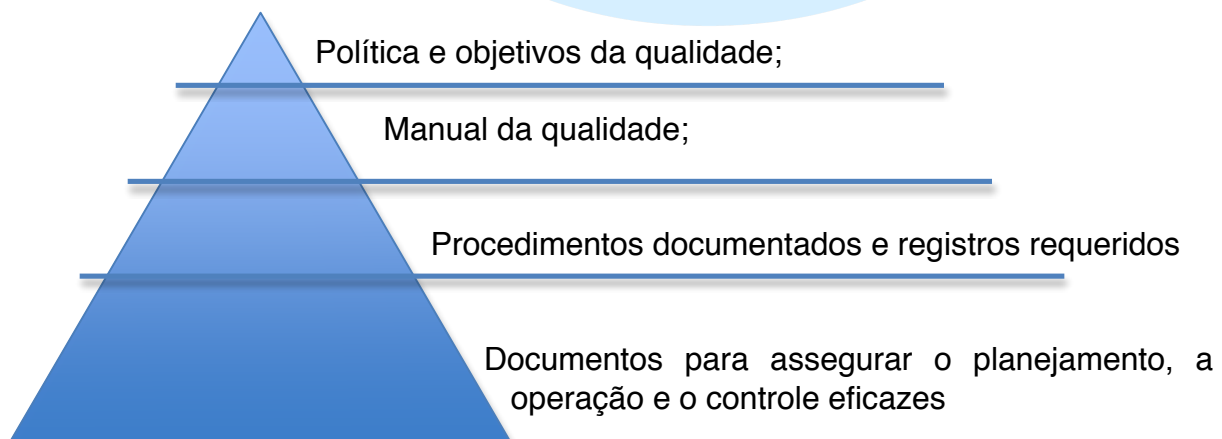 Política e objetivos da qualidade;
Manual da qualidade;
Procedimentos documentados e registros requeridos
Documentos para assegurar o planejamento, a
operação e o controle eficazes